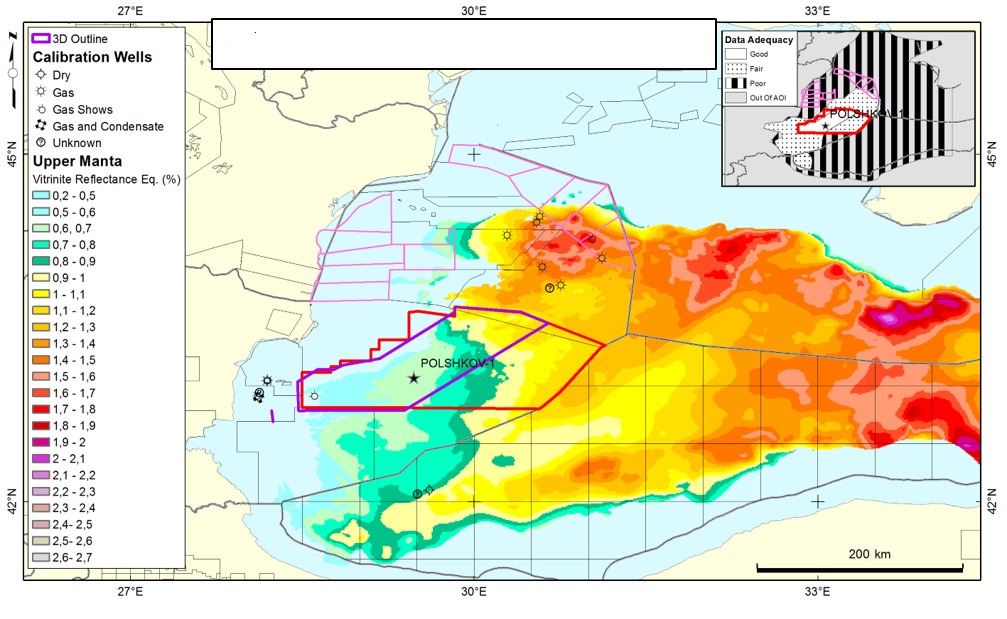 27°E
30°E
33°E
N
3D Outline
Calibration Wells
Dry
Gas
Gas Shows
Gas and Condensate
Unknown
Upper Manta
Vitrinite Reflectance Eq. (%)
0,2 - 0,5
0,5 - 0,6
0,6, 0,7
0,7 - 0,8
0,8 - 0,9
0,9 - 1
1 - 1,1
1,1 - 1,2
1,2 - 1,3
1,3 - 1,4
1,4 - 1,5
1,5 - 1,6
1,6 - 1,7
1,7 - 1,8
1,8 - 1,9
1,9 - 2
2 - 2,1
2,1 - 2,2
2,2 - 2,3
2,3 - 2,4
2,4- 2,5
2,5 - 2,6
2,6- 2,7
Data Adequacy
Good
Fair
Poor
Out Of AOI
POLSHKOV-1
45°N
45°N
POLSHKOV-1
42°N
42°N
200 km
27°E
30°E
33°E